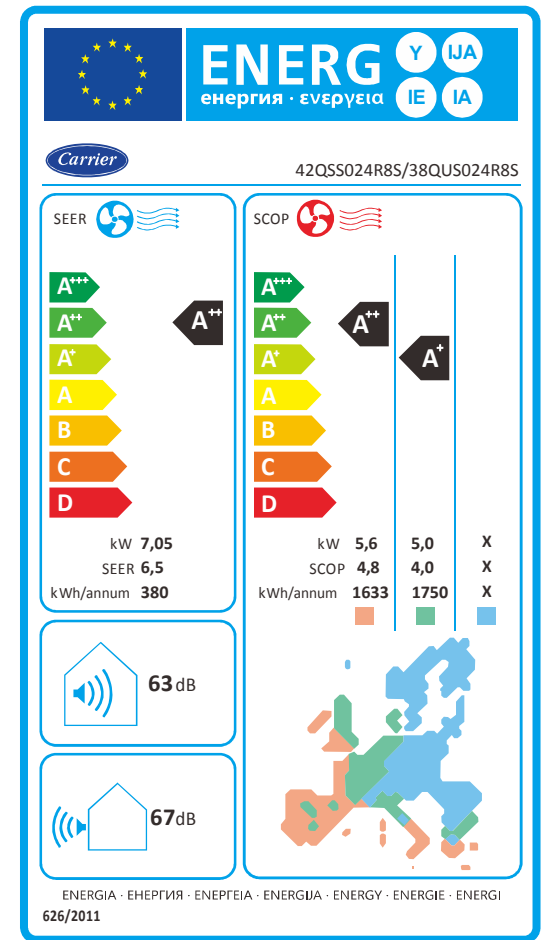 ENERG Y IJA
енергия · ενεργεια IE IA
Carrier
42QSS024R8S/38QUS024R8S
SEER
A+++
A++
A+
A
B
C
D
A++
kW 7,05
SEER 6,5
kWh/annum 380
SCOP
A+++
A++
A+
A
B
C
D
A++
A+
kW 5,6 5,0 X
SCOP 4,8 4,0 X
kWh/annum 1633 1750 X
63 dB
67dB
ENERGIA · ЕНЕРГИЯ · ΕΝΕΡΓΕΙΑ · ENERGIJA · ENERGY · ENERGIE · ENERGI
626/2011